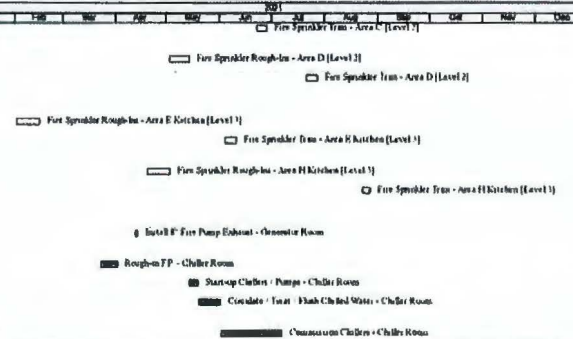 2021
Feb Mar Apr May Jun Jul Aug Sep Oct Nov Dec
Fire Sprinkler Trim - Area C [Level 2]
Fire Sprinkler Rough-Ins - Area D [Level 2]
Fire Sprinkler Trim - Area D [Level 2]
Fire Sprinkler Rough-Ins - Area E Kitchen [Level 3]
Fire Sprinkler Trim - Area E Kitchen [Level 3]
Fire Sprinkler Rough-Ins - Area H Kitchen [Level 3]
Fire Sprinkler Trim - Area H Kitchen [Level 3]
Install 8" Fire Pump Exhaust - Generator Room
Rough-in FP - Chiller Room
Start-up Chillers / Pumps - Chiller Room
Circulate / Treat / Flush Chilled Water - Chiller Room
Commission Chillers - Chiller Room